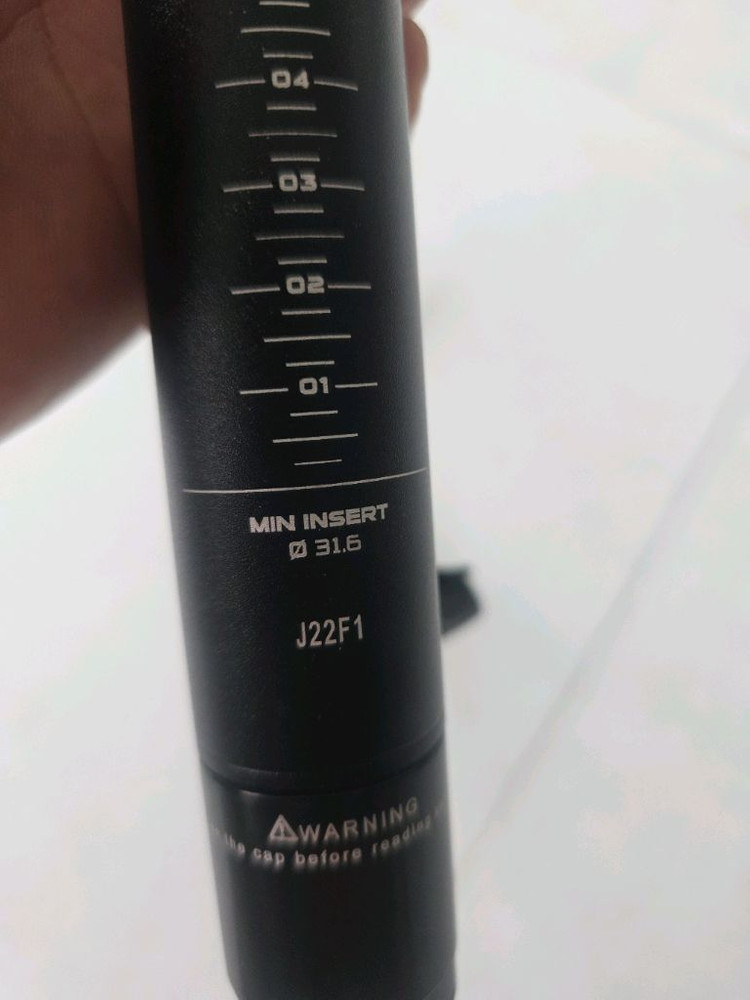 04
03
02
01
MIN INSERT
Ø 31.6
J22F1
⚠WARNING
the cap before reading